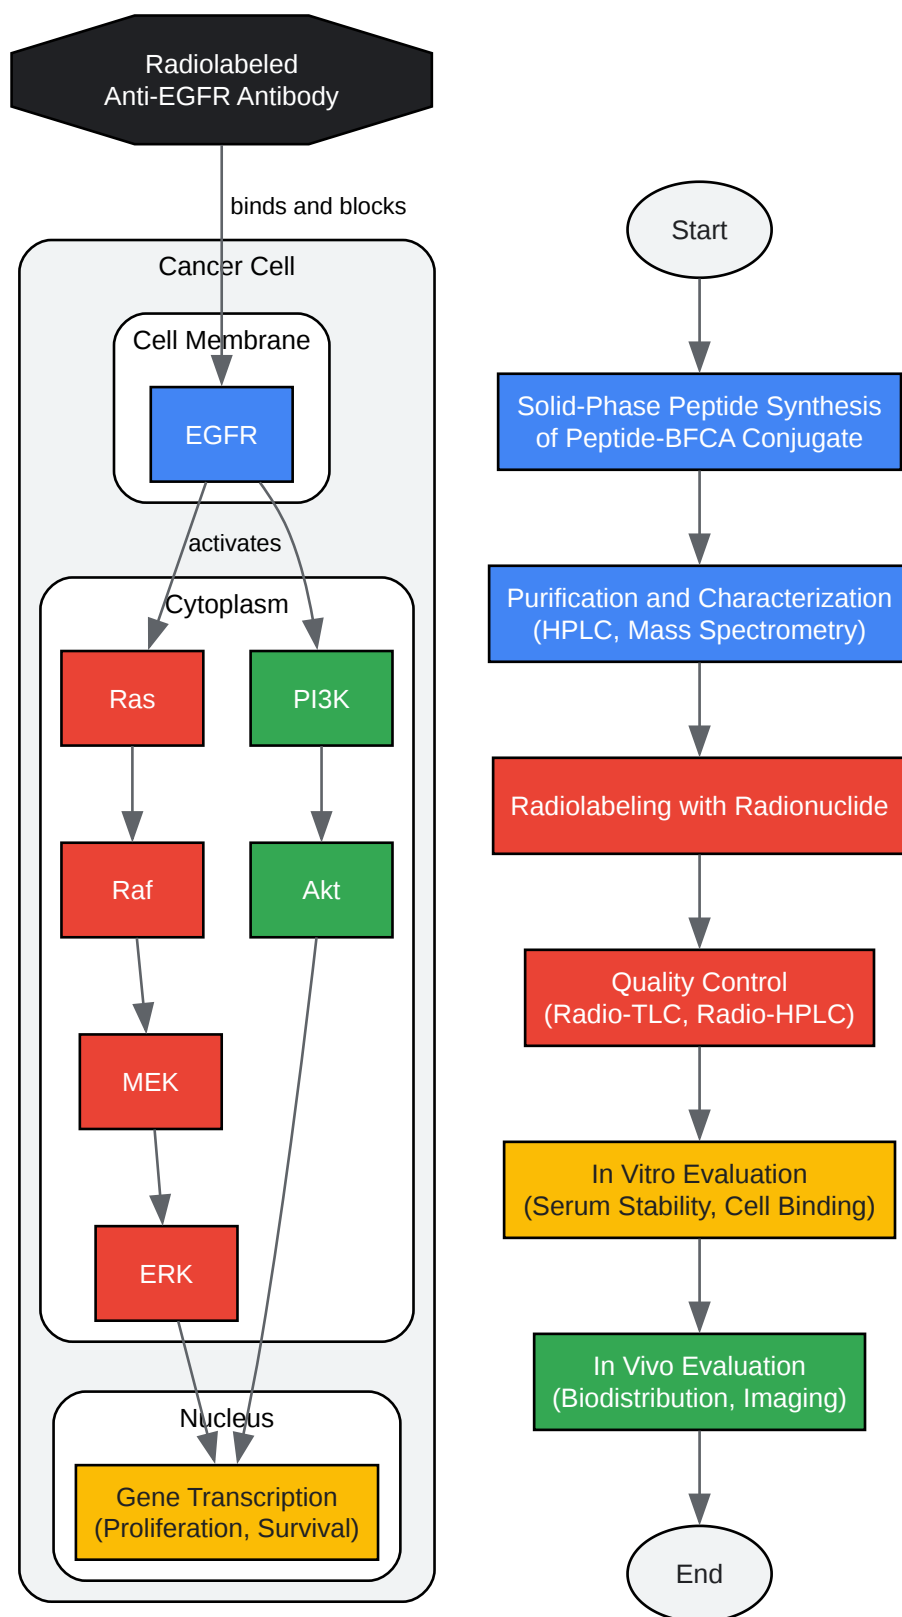 Radiolabeled
Anti-EGFR Antibody
binds and blocks
Cancer Cell
Cell Membrane
EGFR
activates
Cytoplasm
Ras
PI3K
Raf
Akt
MEK
ERK
Nucleus
Gene Transcription
(Proliferation, Survival)
Start
Solid-Phase Peptide Synthesis
of Peptide-BFCA Conjugate
Purification and Characterization
(HPLC, Mass Spectrometry)
Radiolabeling with Radionuclide
Quality Control
(Radio-TLC, Radio-HPLC)
In Vitro Evaluation
(Serum Stability, Cell Binding)
In Vivo Evaluation
(Biodistribution, Imaging)
End